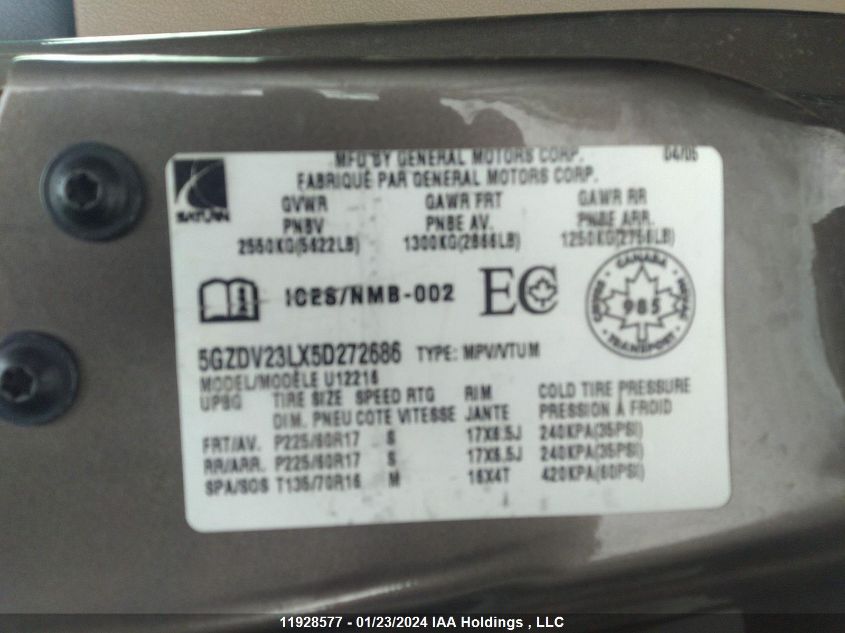 MFD BY GENERAL MOTORS CORP. 04/05
FABRIQUÉ PAR GENERAL MOTORS CORP.
SATURN
GVWR GAWR FRT GAWR RR
PNBV PNBE AV. PNBE ARR.
2550KG(5622LB) 1300KG(2866LB) 1250KG(2756LB)
ICES/NMB-002 EC
CANADA
985
TRANSPORT
5GZDV23LX5D272686 TYPE: MPV/VTUM
MODEL/MODÈLE U12216
UPBG TIRE SIZE SPEED RTG RIM COLD TIRE PRESSURE
DIM. PNEU COTE VITESSE JANTE PRESSION À FROID
FRT/AV. P225/60R17 S 17X6.5J 240KPA(35PSI)
RR/ARR. P225/60R17 S 17X6.5J 240KPA(35PSI)
SPA/SOS T135/70R16 M 16X4T 420KPA(60PSI)
11928577 - 01/23/2024 IAA Holdings , LLC